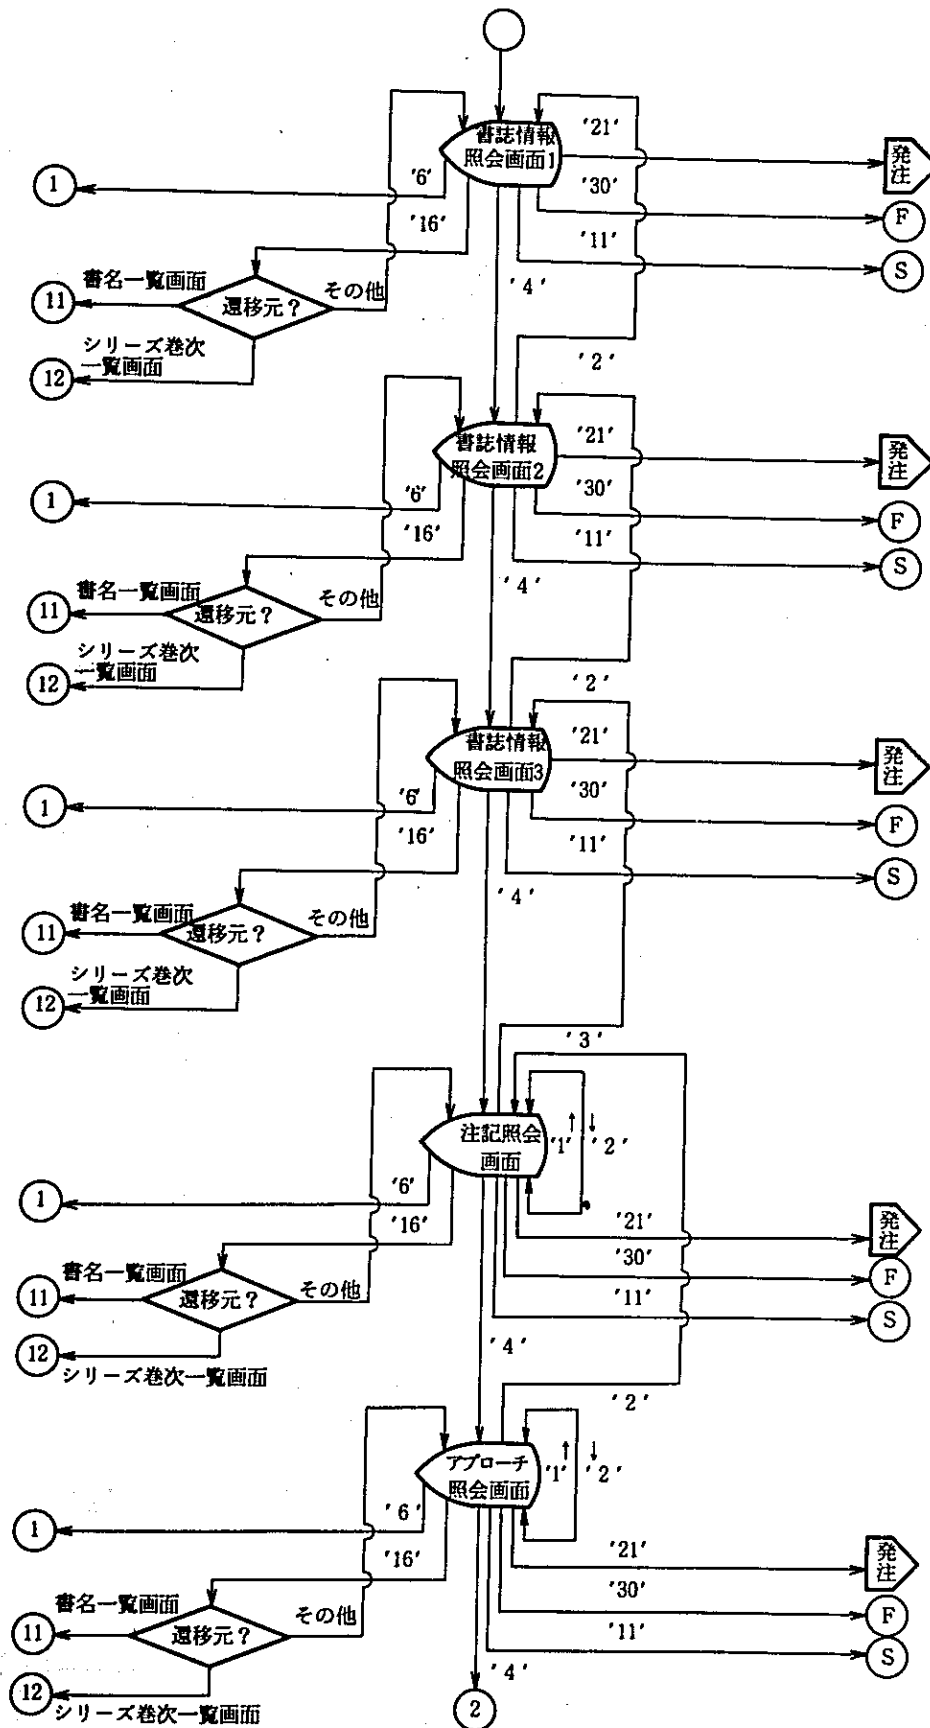 '21'
書誌情報
照会画面1
発注
1
'6'
'30'
F
'16'
'11'
S
'4'
書名一覧画面
11
遷移元?
その他
シリーズ巻次
一覧画面
12
'2'
'21'
書誌情報
照会画面2
発注
1
'6'
'30'
F
'16'
'11'
S
'4'
書名一覧画面
11
遷移元?
その他
シリーズ巻次
一覧画面
12
'2'
'21'
書誌情報
照会画面3
発注
1
'6'
'30'
F
'16'
'11'
S
'4'
書名一覧画面
11
遷移元?
その他
シリーズ巻次
一覧画面
12
'3'
注記照会
画面
'1' ↑ ↓ '2'
1
'6'
'16'
'21'
発注
'30'
F
書名一覧画面
11
遷移元?
その他
'11'
S
12
シリーズ巻次一覧画面
'4'
'2'
アプローチ
照会画面
'1' ↑ ↓ '2'
1
'6'
'16'
'21'
発注
'30'
F
書名一覧画面
11
遷移元?
その他
'11'
S
12
シリーズ巻次一覧画面
'4'
2